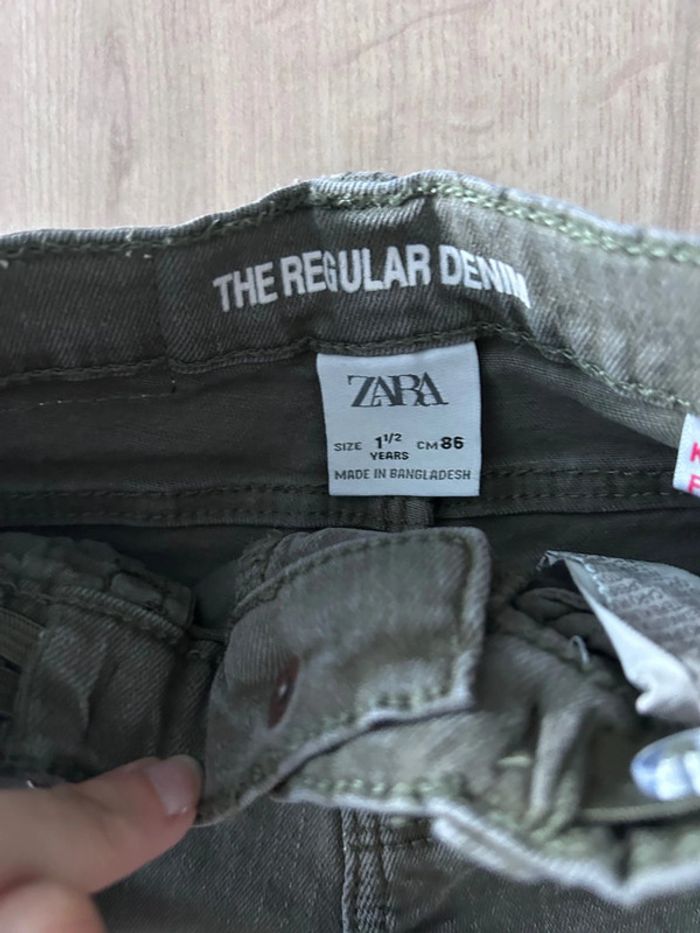 THE REGULAR DENIM
ZARA
SIZE 1 1/2 YEARS CM 86
MADE IN BANGLADESH